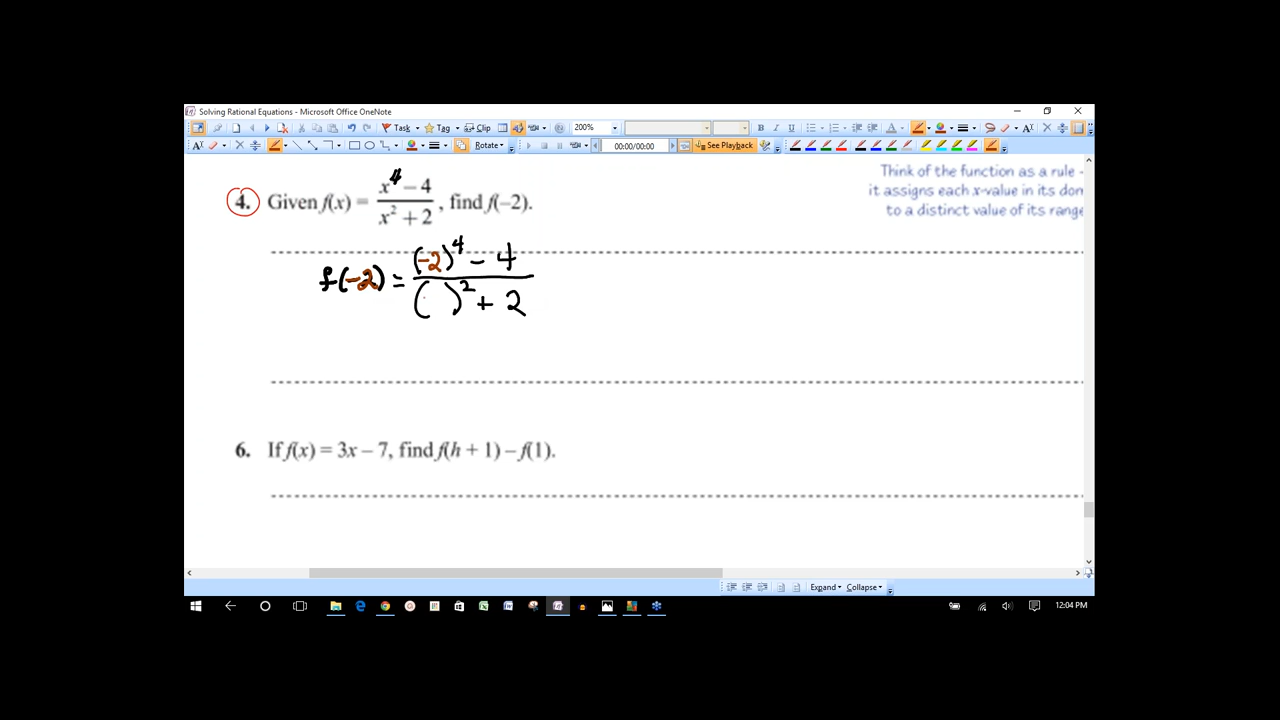 Solving Rational Equations - Microsoft Office OneNote
Task Tag Clip 200% B I U A
A Rotate 00:00/00:00 See Playback
Think of the function as a rule -
4. Given f(x) = x⁴ – 4 / x² + 2 , find f(–2).
it assigns each x-value in its don
to a distinct value of its range
f(-2) = (-2)⁴ - 4 / ( )² + 2
6. If f(x) = 3x – 7, find f(h + 1) – f(1).
Expand Collapse
12:04 PM